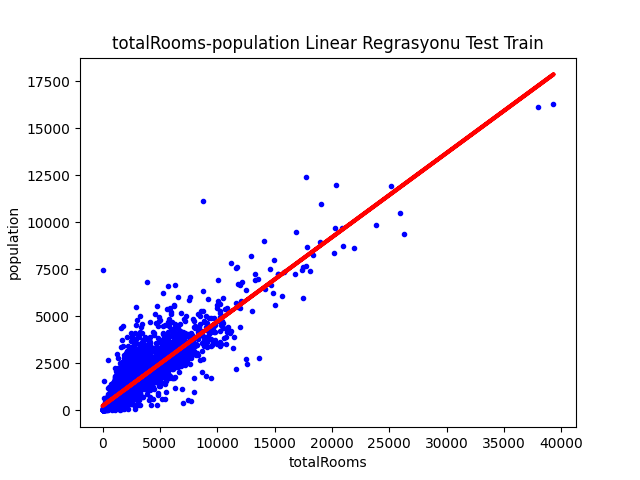 totalRooms-population Linear Regrasyonu Test Train
population
17500
15000
12500
10000
7500
5000
2500
0
0 5000 10000 15000 20000 25000 30000 35000 40000
totalRooms